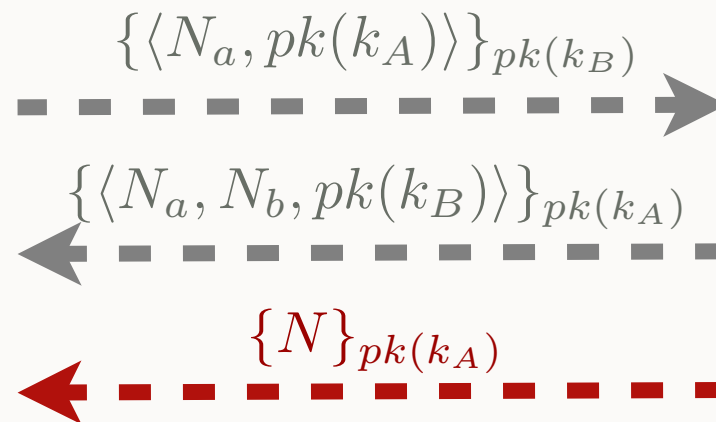 {⟨N_a, pk(k_A)⟩}_{pk(k_B)}
{⟨N_a, N_b, pk(k_B)⟩}_{pk(k_A)}
{N}_{pk(k_A)}